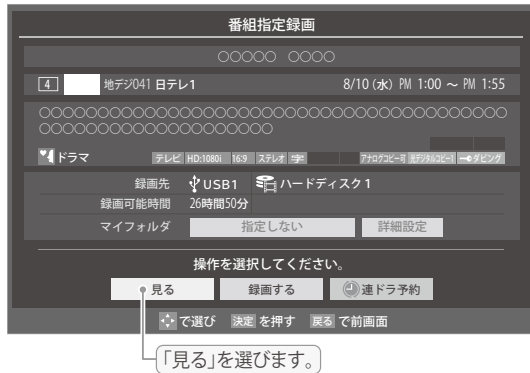 番組指定録画
○○○○○ ○○○○
4 地デジ041 日テレ1 8/10 (水) PM 1:00 ～ PM 1:55
○○○○○○○○○○○○○○○○○○○○○○○○○○○○○○○○○○○○○○○○
○○○○○○○○○○○○○○○○○○○○
ドラマ テレビ HD:1080i 16:9 ステレオ 字 アナログコピー可 光デジタルコピー1 ダビング
録画先 USB1 ハードディスク1
録画可能時間 26時間50分
マイフォルダ 指定しない 詳細設定
操作を選択してください。
見る 録画する 連ドラ予約
で選び 決定 を押す 戻る で前画面
「見る」を選びます。